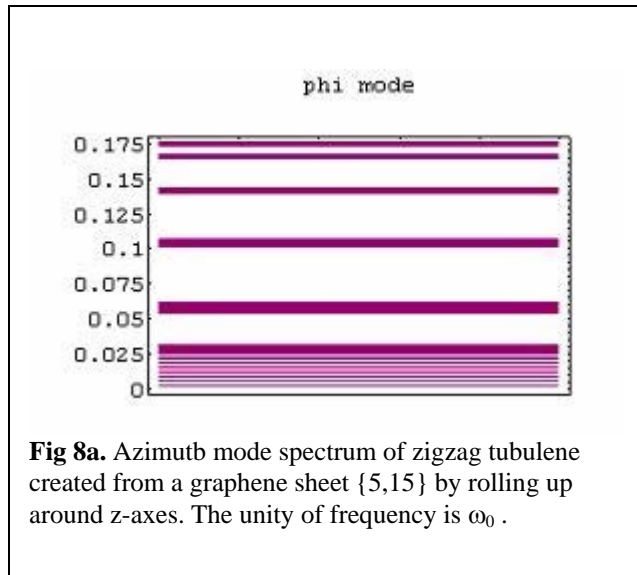 phi mode
0.175
0.15
0.125
0.1
0.075
0.05
0.025
0
Fig 8a. Azimutb mode spectrum of zigzag tubulene
created from a graphene sheet {5,15} by rolling up
around z-axes. The unity of frequency is ω₀ .